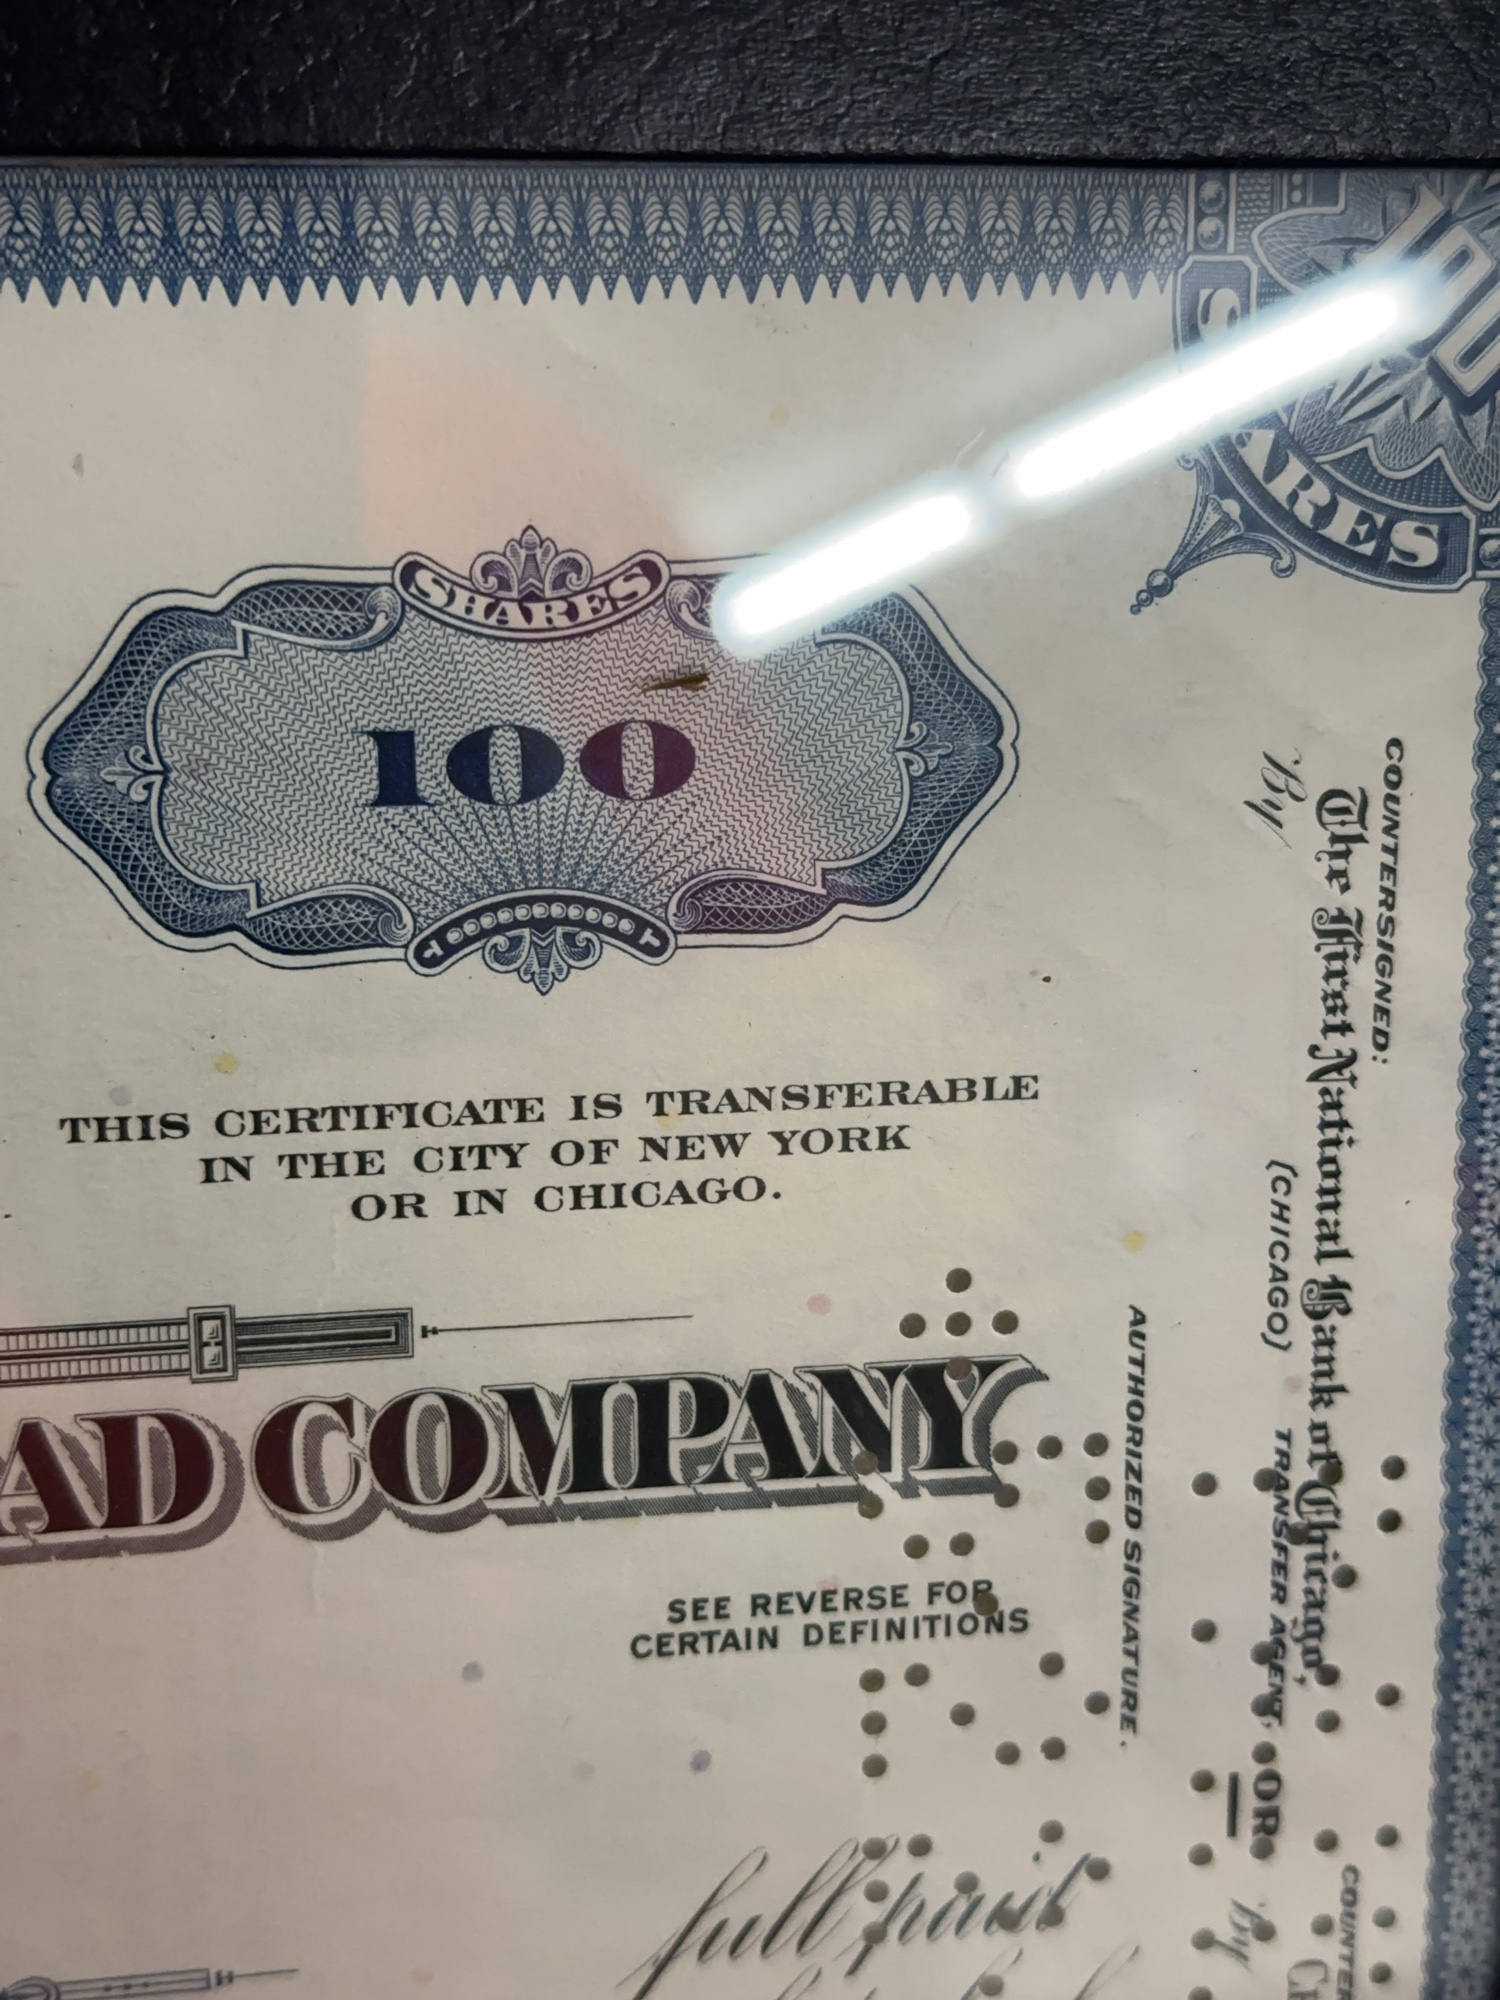 SHARES
100
SHARES
THIS CERTIFICATE IS TRANSFERABLE
IN THE CITY OF NEW YORK
OR IN CHICAGO.
AD COMPANY
SEE REVERSE FOR
CERTAIN DEFINITIONS
full paid
COUNTERSIGNED:
The First National Bank of Chicago,
(CHICAGO) TRANSFER AGENT, OR
By
AUTHORIZED SIGNATURE.
By